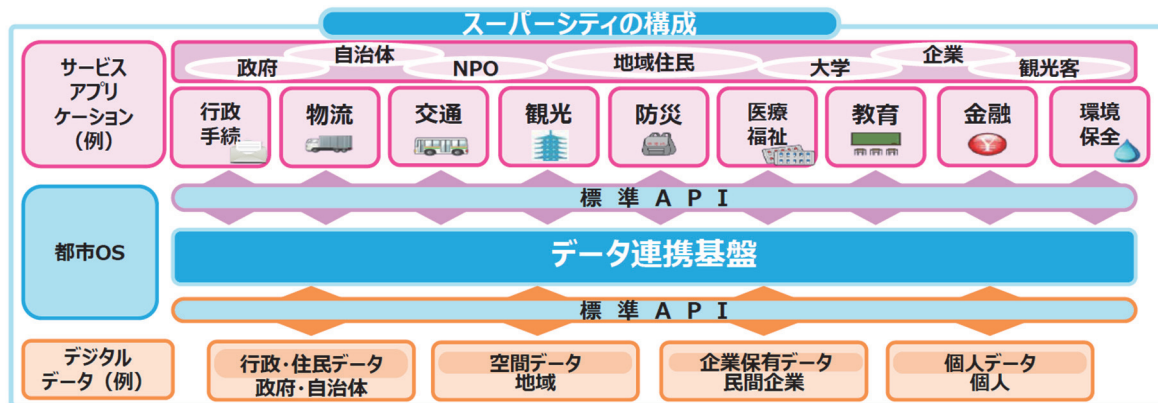 スーパーシティの構成
サービス
アプリ
ケーション
（例）
政府
自治体
NPO
地域住民
大学
企業
観光客
行政
手続
物流
交通
観光
防災
医療
福祉
教育
金融
環境
保全
標準API
都市OS
データ連携基盤
標準API
デジタル
データ（例）
行政・住民データ
政府・自治体
空間データ
地域
企業保有データ
民間企業
個人データ
個人